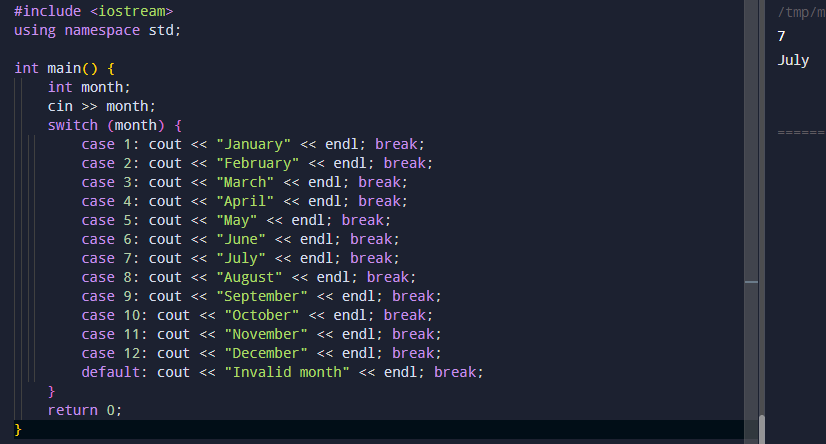 #include <iostream>
using namespace std;

int main() {
    int month;
    cin >> month;
    switch (month) {
        case 1: cout << "January" << endl; break;
        case 2: cout << "February" << endl; break;
        case 3: cout << "March" << endl; break;
        case 4: cout << "April" << endl; break;
        case 5: cout << "May" << endl; break;
        case 6: cout << "June" << endl; break;
        case 7: cout << "July" << endl; break;
        case 8: cout << "August" << endl; break;
        case 9: cout << "September" << endl; break;
        case 10: cout << "October" << endl; break;
        case 11: cout << "November" << endl; break;
        case 12: cout << "December" << endl; break;
        default: cout << "Invalid month" << endl; break;
    }
    return 0;
}
/tmp/m
7
July
======